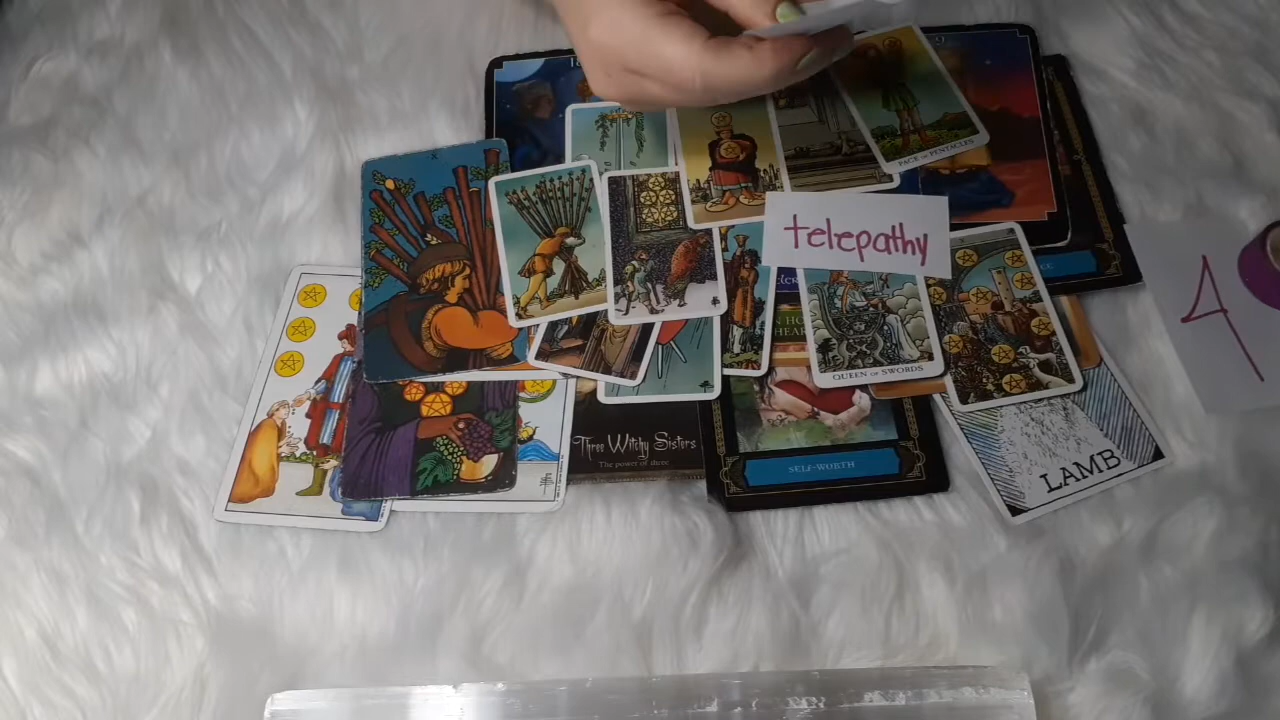 X
PAGE OF PENTACLES
telepathy
4
QUEEN OF SWORDS
Three Witchy Sisters
The power of three
SELF-WORTH
LAMB